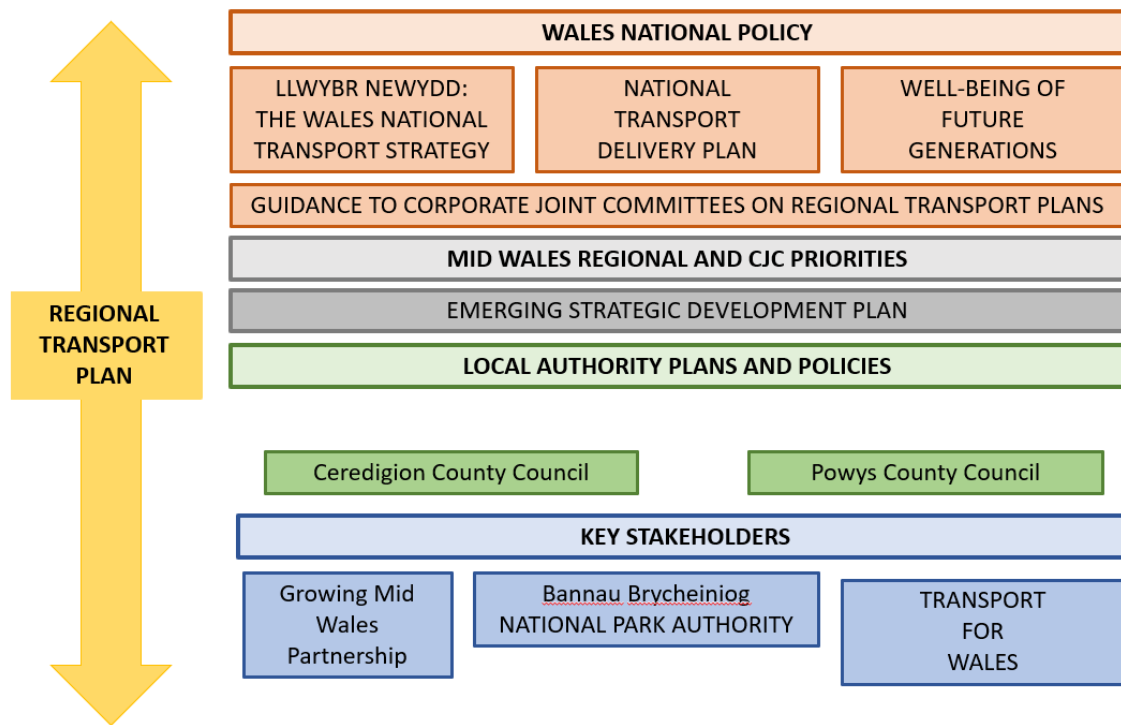 WALES NATIONAL POLICY
LLWYBR NEWYDD:
THE WALES NATIONAL
TRANSPORT STRATEGY
NATIONAL
TRANSPORT
DELIVERY PLAN
WELL-BEING OF
FUTURE
GENERATIONS
GUIDANCE TO CORPORATE JOINT COMMITTEES ON REGIONAL TRANSPORT PLANS
MID WALES REGIONAL AND CJC PRIORITIES
EMERGING STRATEGIC DEVELOPMENT PLAN
LOCAL AUTHORITY PLANS AND POLICIES
REGIONAL
TRANSPORT
PLAN
Ceredigion County Council
Powys County Council
KEY STAKEHOLDERS
Growing Mid
Wales
Partnership
Bannau Brycheiniog
NATIONAL PARK AUTHORITY
TRANSPORT
FOR
WALES